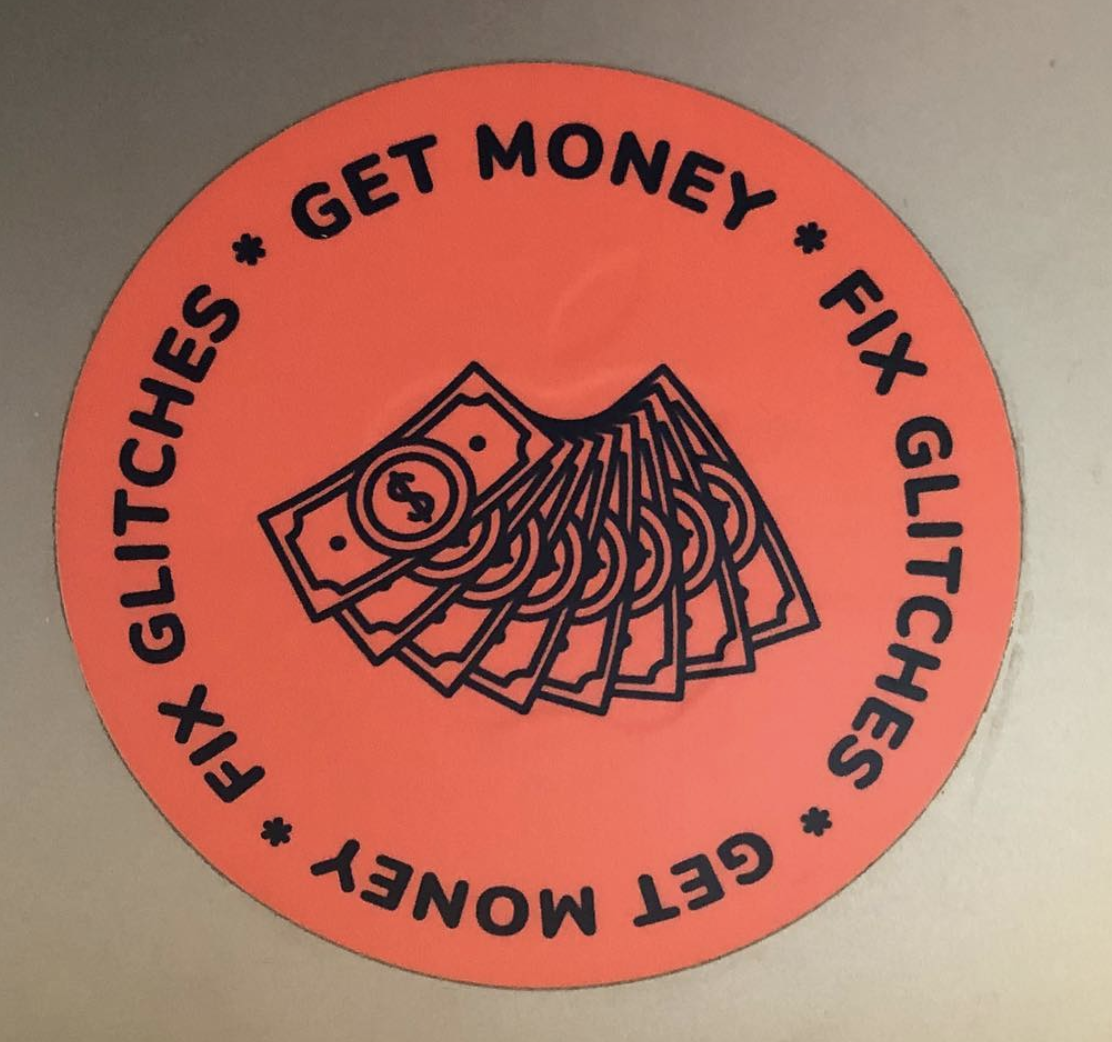 GET MONEY * FIX GLITCHES * GET MONEY * FIX GLITCHES *
$